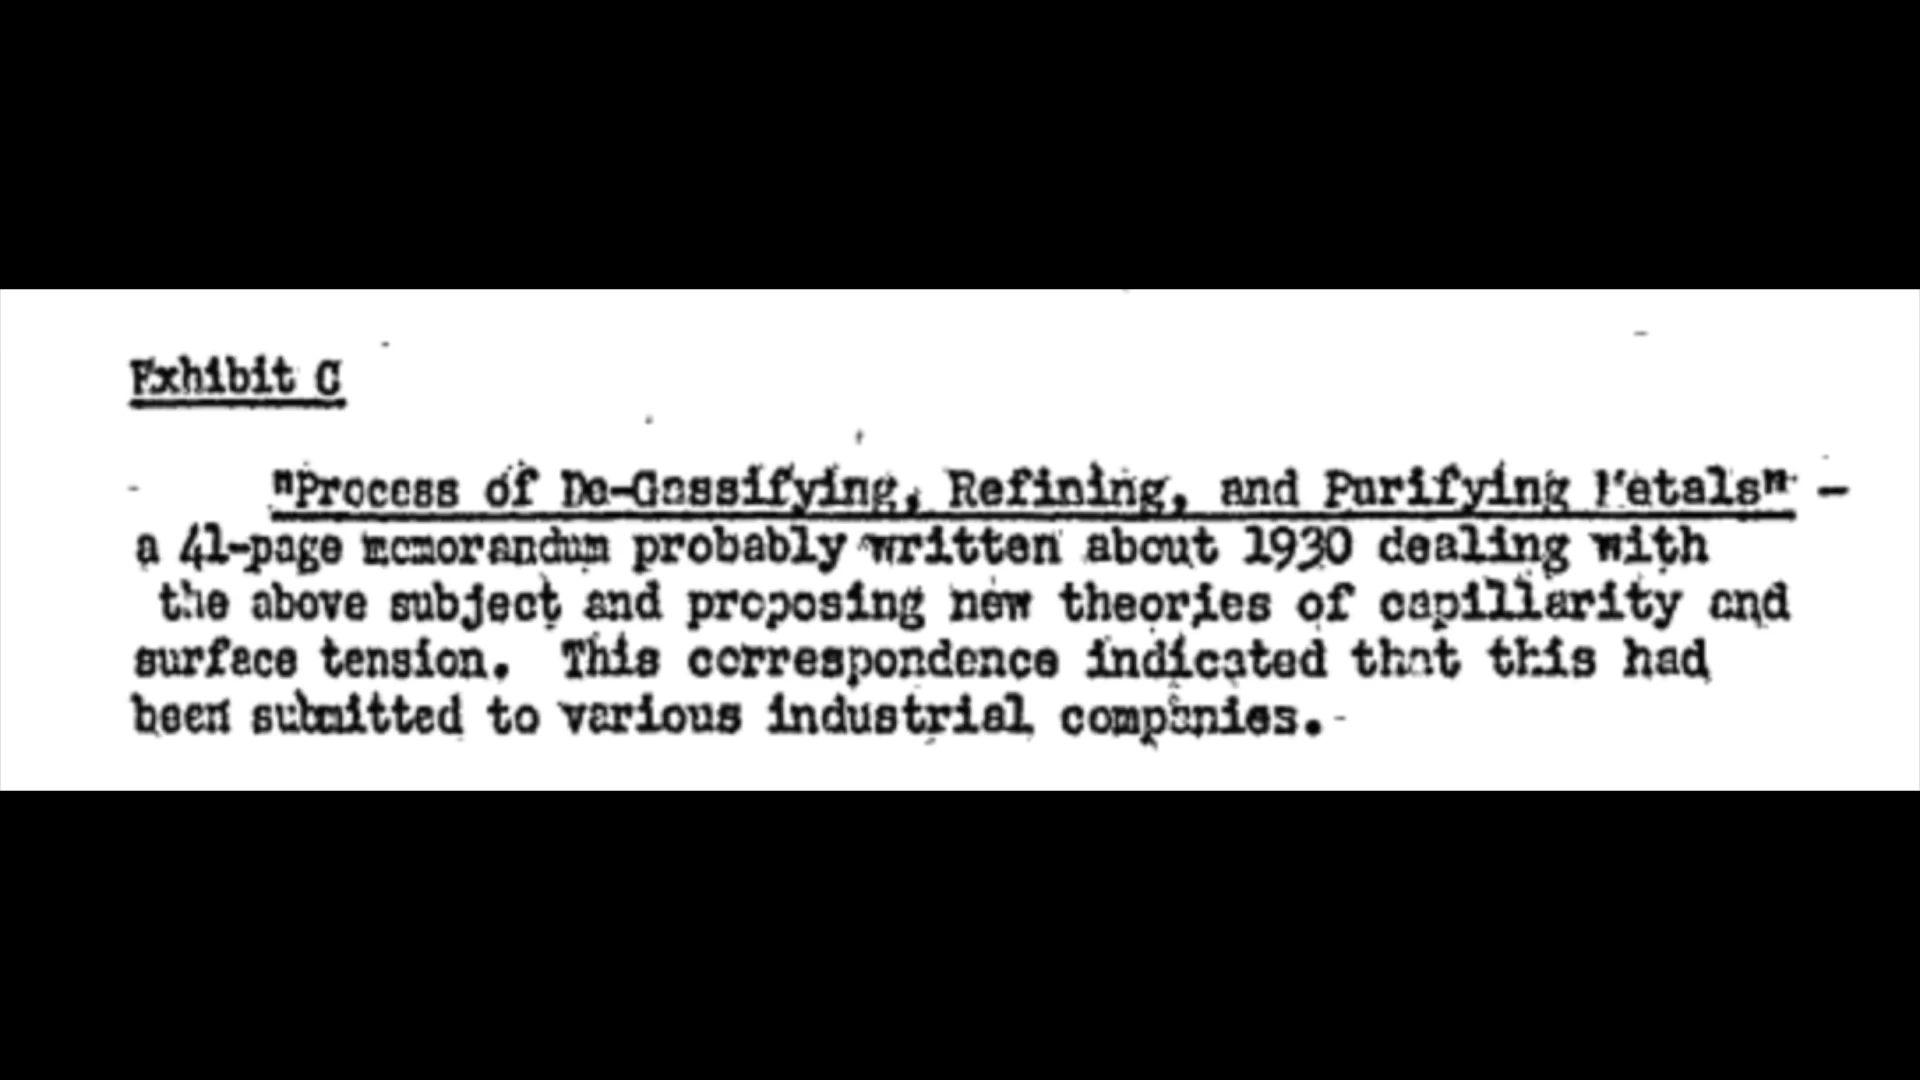 Exhibit C
"Process of De-Gassifying, Refining, and Purifying Metals" -
a 41-page memorandum probably written about 1930 dealing with
the above subject and proposing new theories of capillarity and
surface tension. This correspondence indicated that this had
been submitted to various industrial companies.